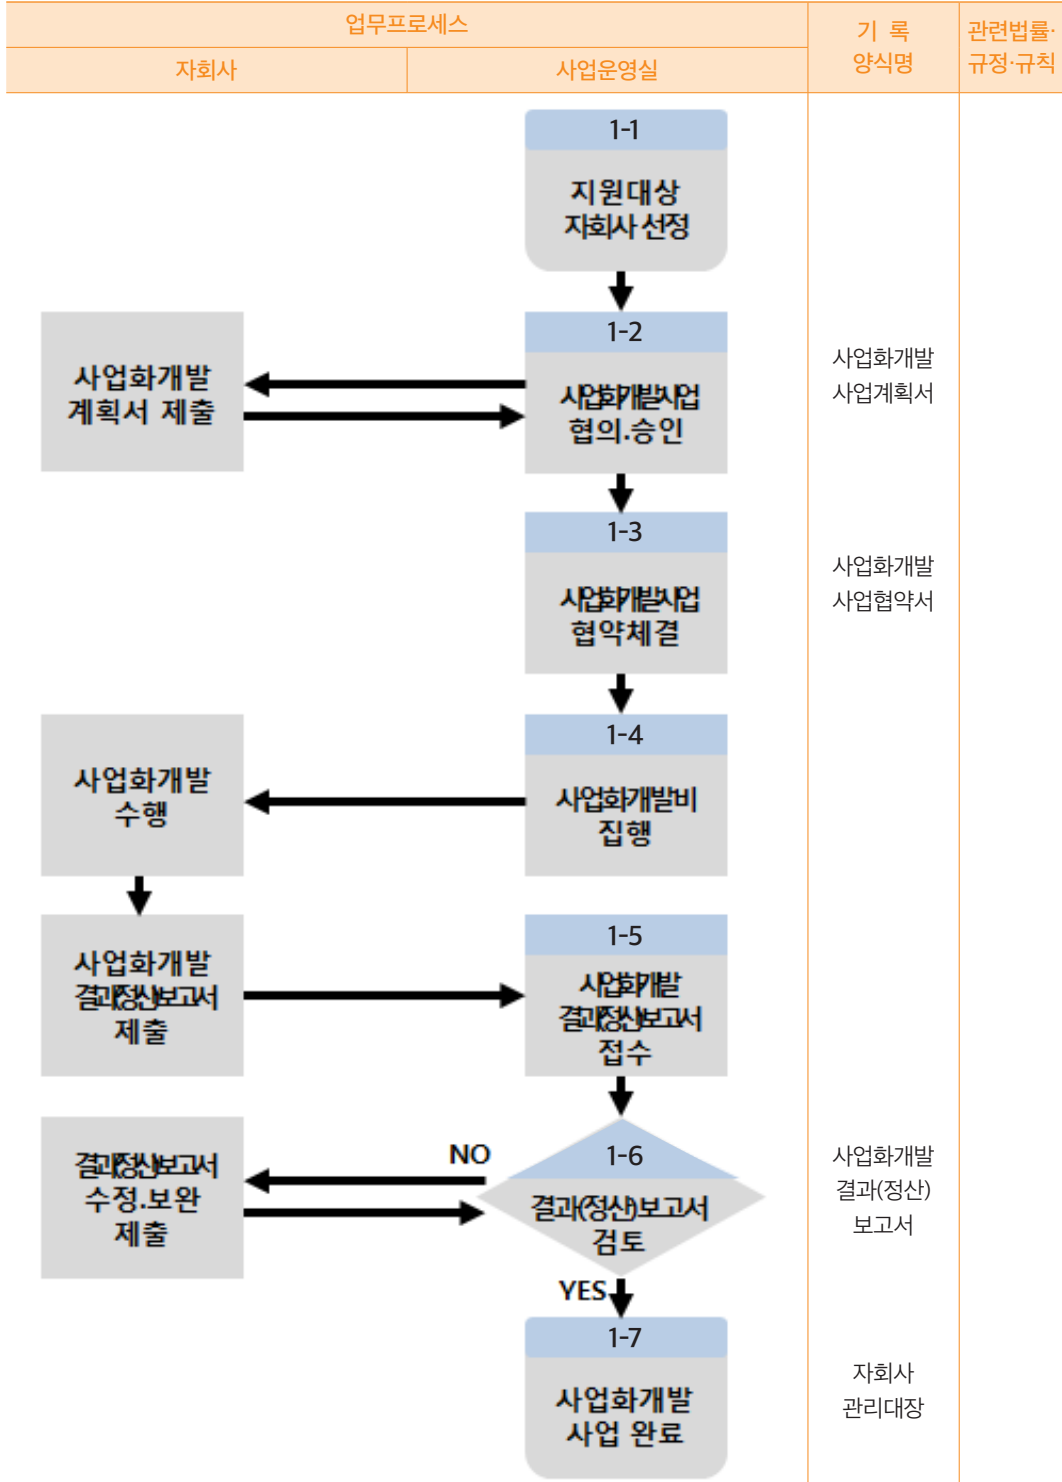 업무프로세스
기 록
양식명
관련법률·
규정·규칙
자회사
사업운영실
1-1
지원대상
자회사 선정
1-2
사업화개발
계획서 제출
사업화개발사업
협의.승인
사업화개발
사업계획서
1-3
사업화개발사업
협약체결
사업화개발
사업협약서
1-4
사업화개발
수행
사업화개발비
집행
1-5
사업화개발
결과(정산)보고서
제출
사업화개발
결과(정산)보고서
접수
NO
1-6
결과(정산)보고서
수정.보완
제출
결과(정산)보고서
검토
사업화개발
결과(정산)
보고서
YES
1-7
사업화개발
사업 완료
자회사
관리대장